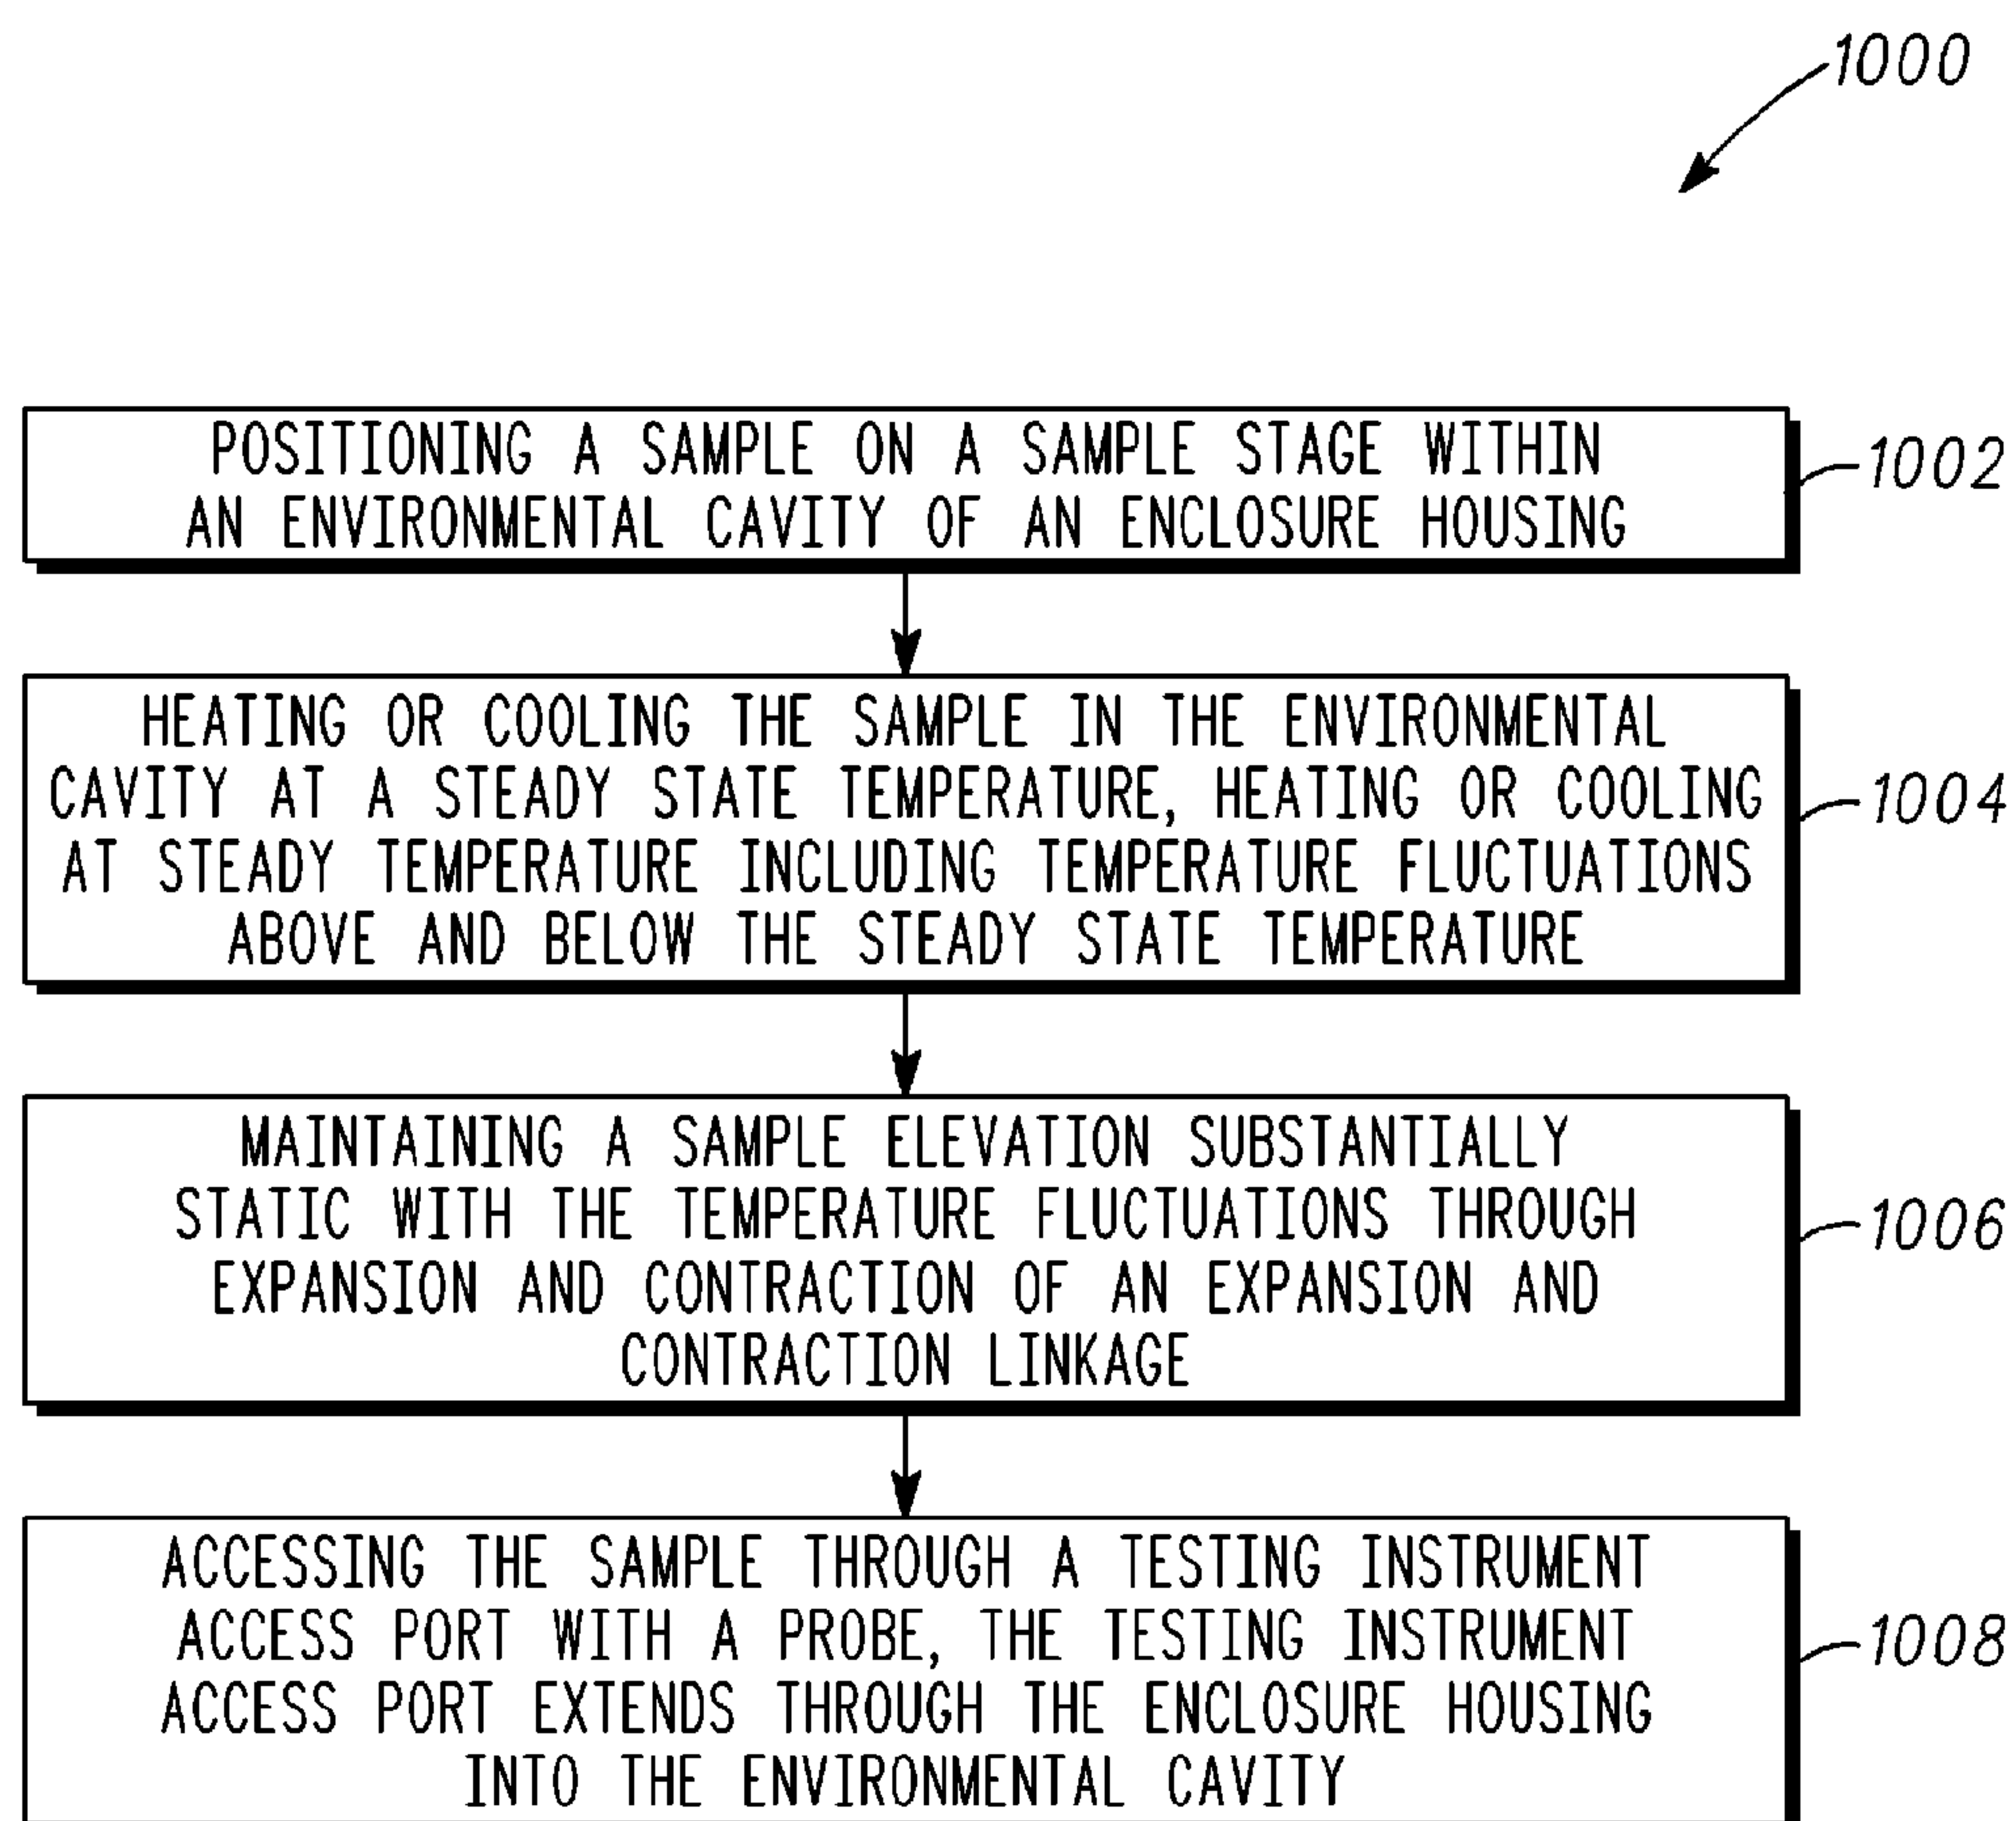 1000
POSITIONING A SAMPLE ON A SAMPLE STAGE WITHIN
AN ENVIRONMENTAL CAVITY OF AN ENCLOSURE HOUSING
1002
HEATING OR COOLING THE SAMPLE IN THE ENVIRONMENTAL
CAVITY AT A STEADY STATE TEMPERATURE, HEATING OR COOLING
AT STEADY TEMPERATURE INCLUDING TEMPERATURE FLUCTUATIONS
ABOVE AND BELOW THE STEADY STATE TEMPERATURE
1004
MAINTAINING A SAMPLE ELEVATION SUBSTANTIALLY
STATIC WITH THE TEMPERATURE FLUCTUATIONS THROUGH
EXPANSION AND CONTRACTION OF AN EXPANSION AND
CONTRACTION LINKAGE
1006
ACCESSING THE SAMPLE THROUGH A TESTING INSTRUMENT
ACCESS PORT WITH A PROBE, THE TESTING INSTRUMENT
ACCESS PORT EXTENDS THROUGH THE ENCLOSURE HOUSING
INTO THE ENVIRONMENTAL CAVITY
1008